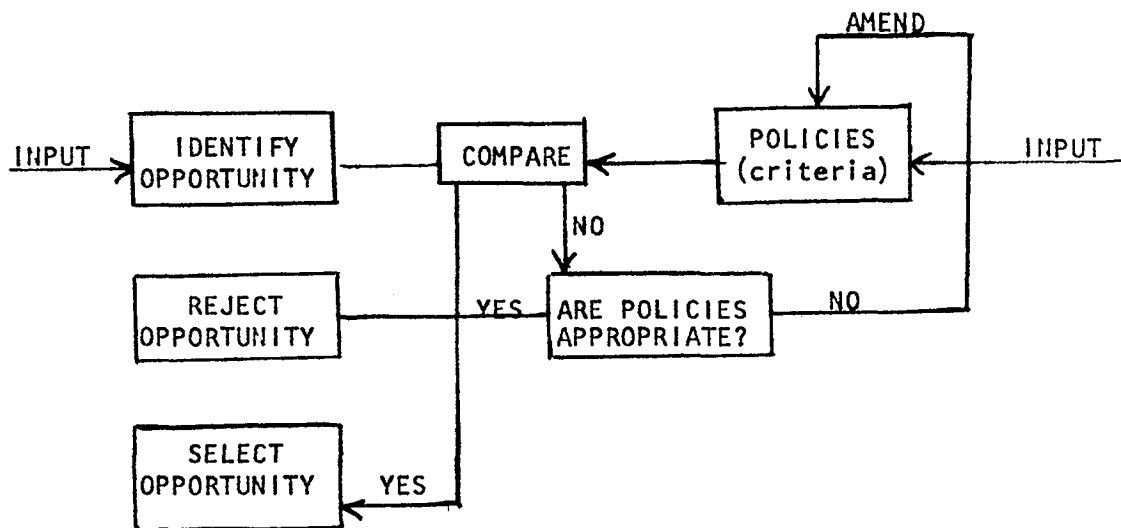 AMEND
INPUT
IDENTIFY
OPPORTUNITY
COMPARE
POLICIES
(criteria)
INPUT
NO
REJECT
OPPORTUNITY
YES
ARE POLICIES
APPROPRIATE?
NO
SELECT
OPPORTUNITY
YES